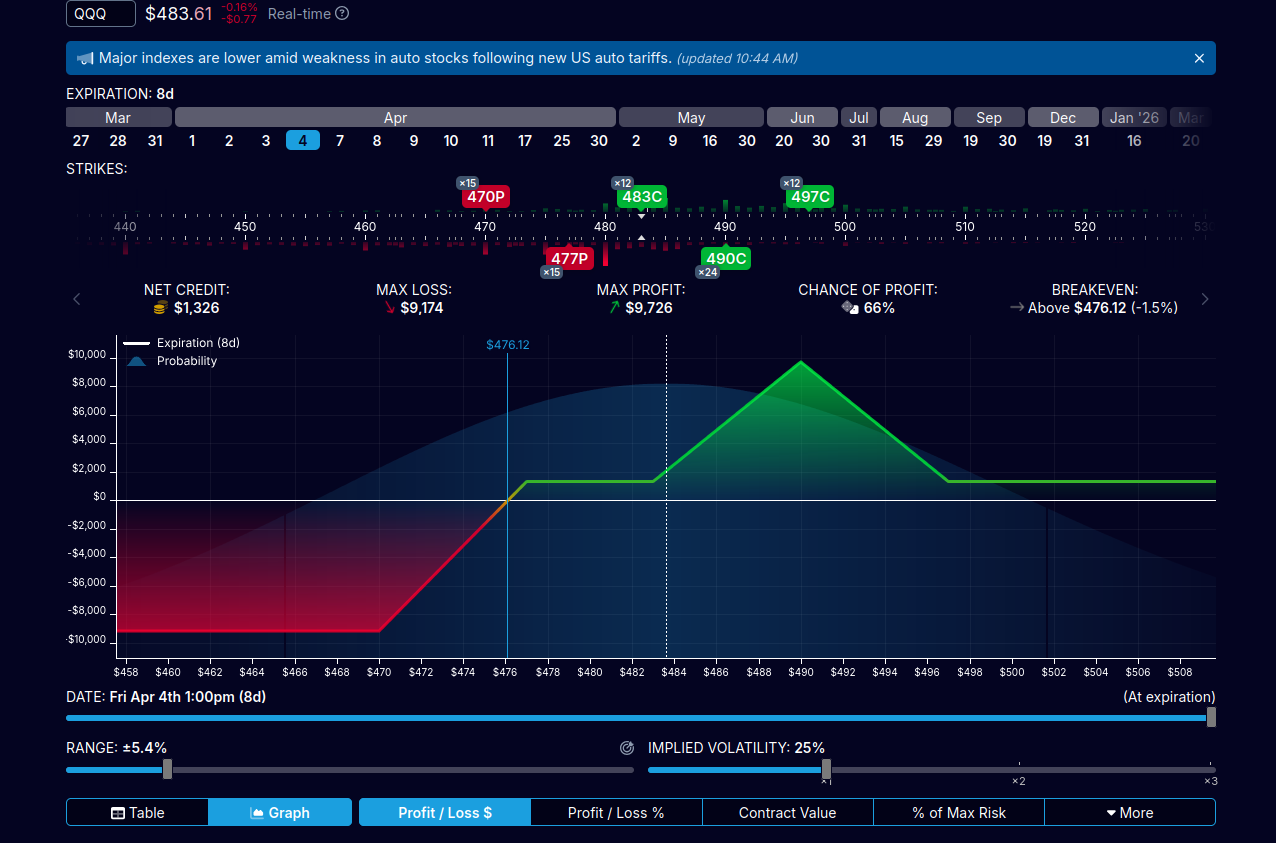 QQQ $483.61 -0.16% -$0.77 Real-time ?
Major indexes are lower amid weakness in auto stocks following new US auto tariffs. (updated 10:44 AM) ×
EXPIRATION: 8d
Mar Apr May Jun Jul Aug Sep Dec Jan '26 Mar
27 28 31 1 2 3 4 7 8 9 10 11 17 25 30 2 9 16 30 20 30 31 15 29 19 30 19 31 16 20
STRIKES:
×15 ×12 ×12
470P 483C 497C
440 450 460 470 480 490 500 510 520 530
477P 490C
×15 ×24
NET CREDIT: MAX LOSS: MAX PROFIT: CHANCE OF PROFIT: BREAKEVEN:
$1,326 $9,174 $9,726 66% Above $476.12 (-1.5%)
Expiration (8d)
Probability
$476.12
$10,000
$8,000
$6,000
$4,000
$2,000
$0
-$2,000
-$4,000
-$6,000
-$8,000
-$10,000
$458 $460 $462 $464 $466 $468 $470 $472 $474 $476 $478 $480 $482 $484 $486 $488 $490 $492 $494 $496 $498 $500 $502 $504 $506 $508
DATE: Fri Apr 4th 1:00pm (8d) (At expiration)
RANGE: ±5.4% IMPLIED VOLATILITY: 25%
×1 ×2 ×3
Table Graph Profit / Loss $ Profit / Loss % Contract Value % of Max Risk More